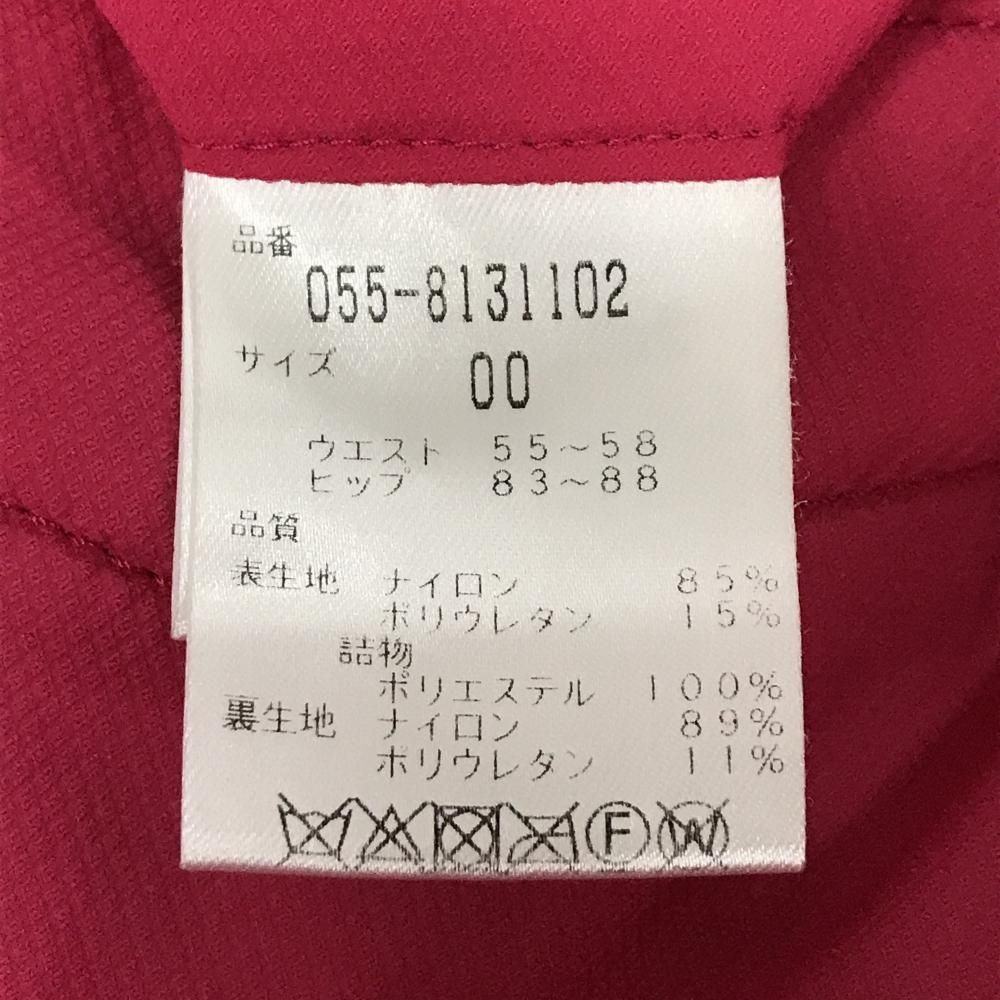 品番
055-8131102
サイズ 00
ウエスト 55~58
ヒップ 83~88
品質
表生地 ナイロン 85%
ポリウレタン 15%
詰物
ポリエステル 100%
裏生地 ナイロン 89%
ポリウレタン 11%
F W